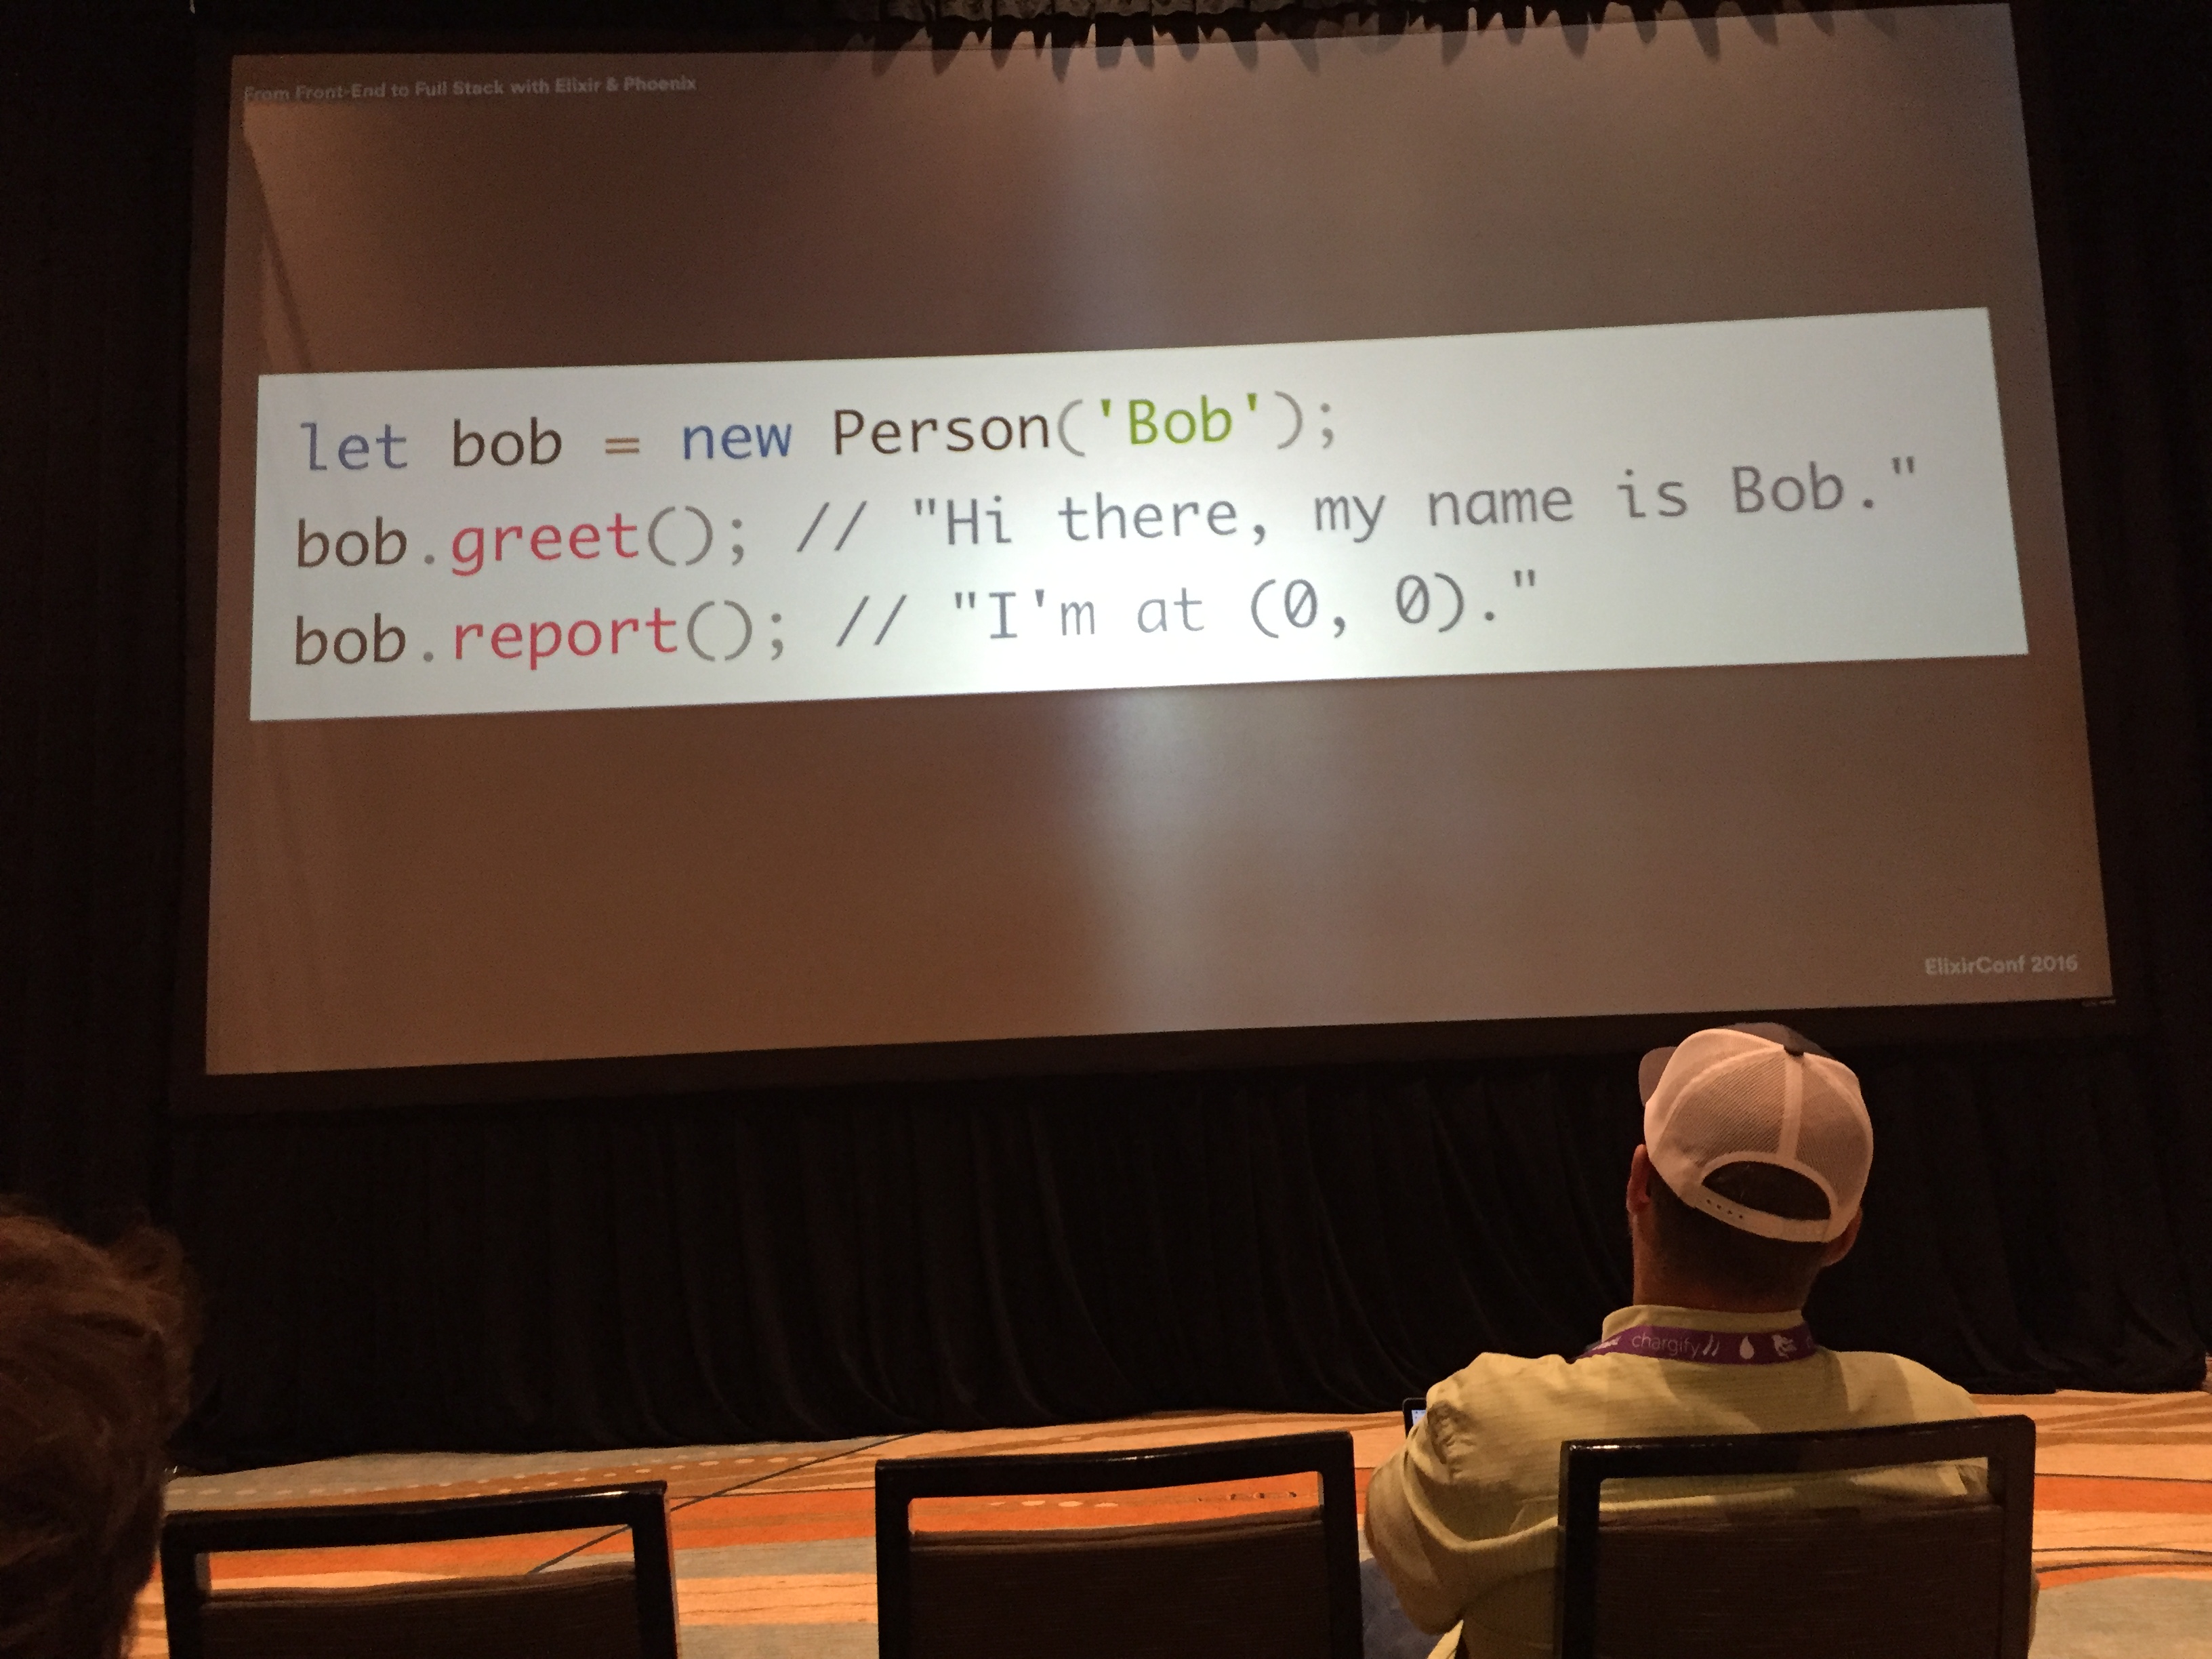 From Front-End to Full Stack with Elixir & Phoenix
let bob = new Person('Bob');
bob.greet(); // "Hi there, my name is Bob."
bob.report(); // "I'm at (0, 0)."
ElixirConf 2016
chargify